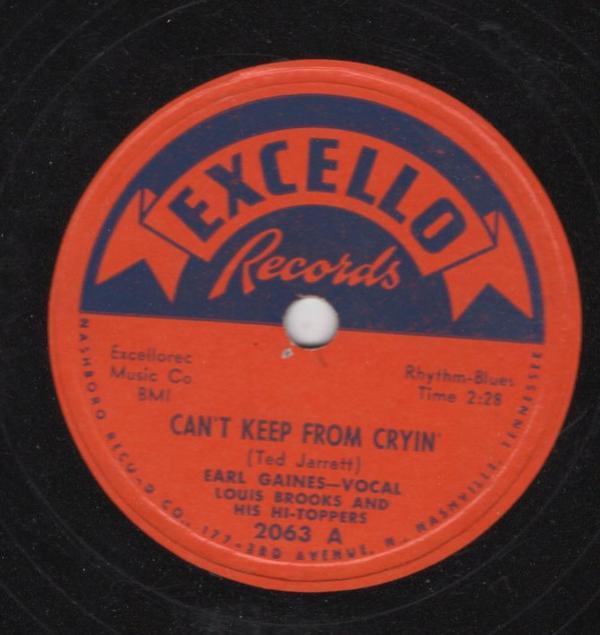 EXCELLO
Records
Excellorec
Music Co
BMI
Rhythm-Blues
Time 2:28
CAN'T KEEP FROM CRYIN'
(Ted Jarrett)
EARL GAINES—VOCAL
LOUIS BROOKS AND
HIS HI-TOPPERS
2063 A
NASHBORO RECORD CO., 177-3RD AVENUE, N., NASHVILLE, TENNESSEE